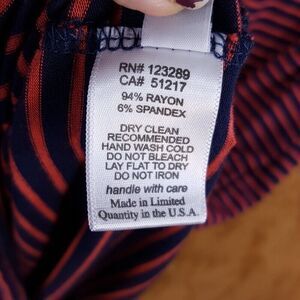 RN# 123289
CA# 51217
94% RAYON
6% SPANDEX
DRY CLEAN
RECOMMENDED
HAND WASH COLD
DO NOT BLEACH
LAY FLAT TO DRY
DO NOT IRON
handle with care
Made in Limited
Quantity in the U.S.A.